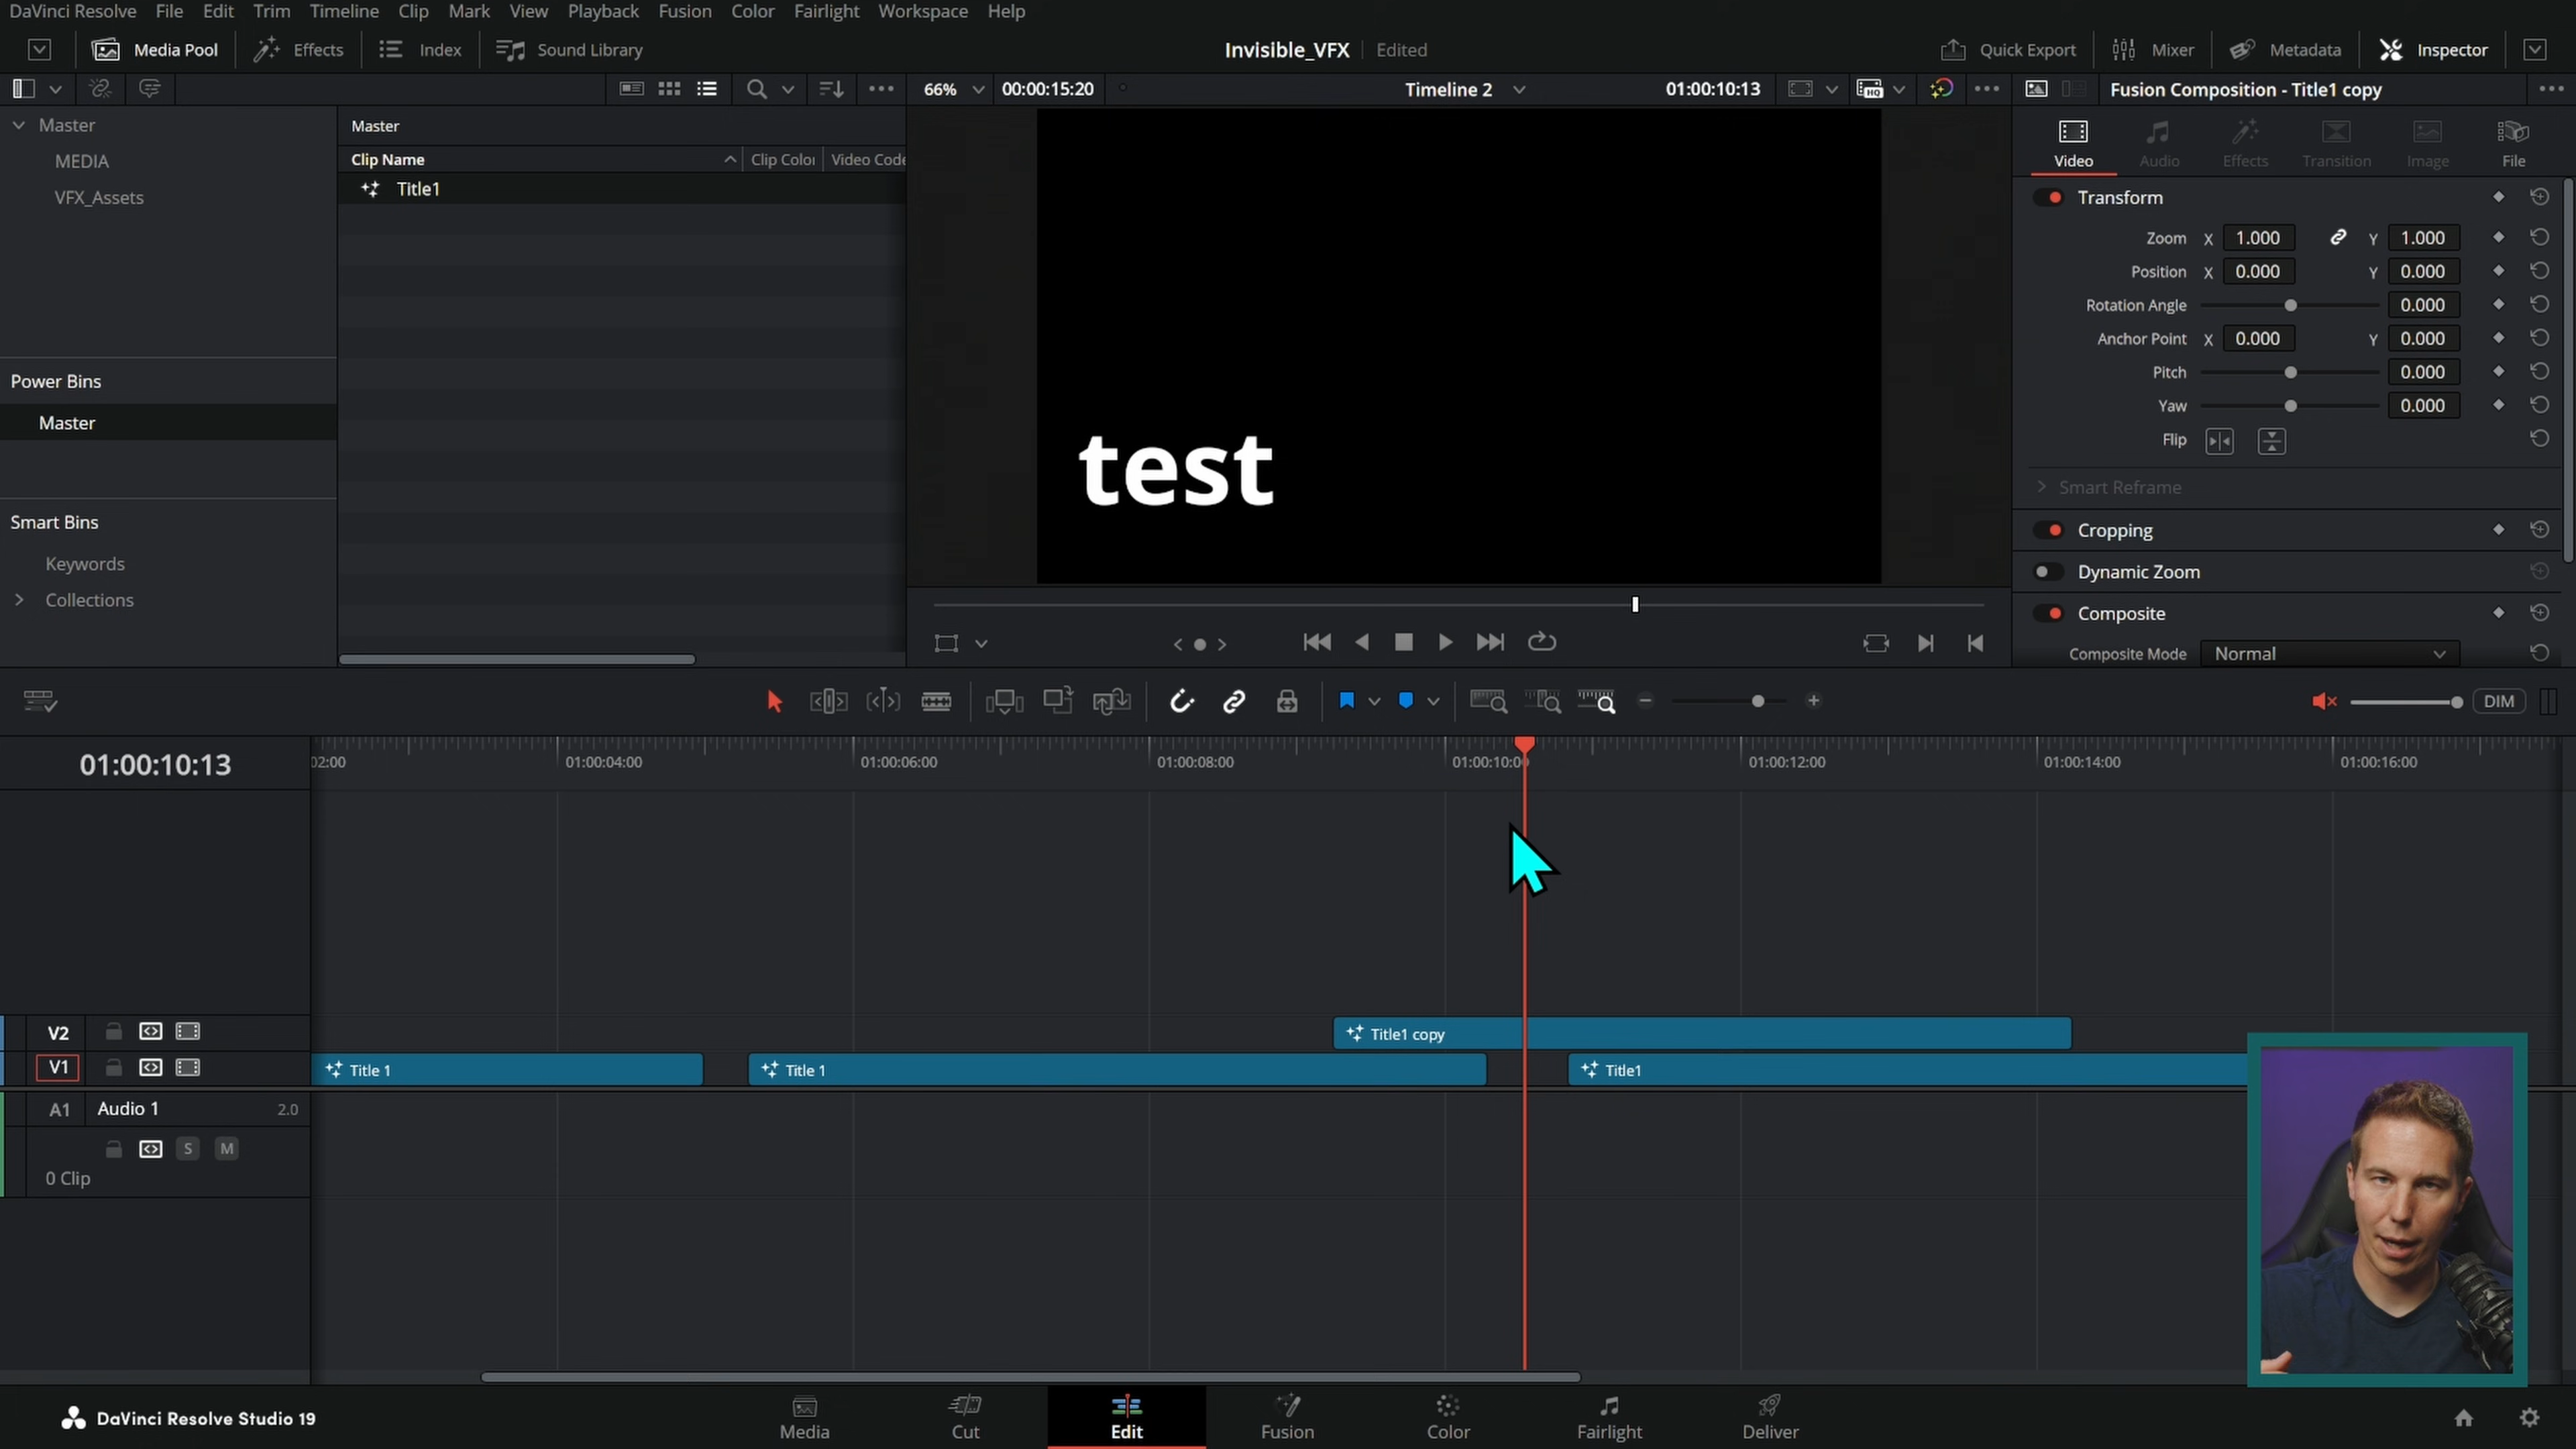 DaVinci Resolve File Edit Trim Timeline Clip Mark View Playback Fusion Color Fairlight Workspace Help
Media Pool Effects Index Sound Library Invisible_VFX Edited Quick Export Mixer Metadata Inspector
66% 00:00:15:20 Timeline 2 01:00:10:13 Fusion Composition - Title1 copy
Master
MEDIA
VFX_Assets
Power Bins
Master
Smart Bins
Keywords
Collections
Master
Clip Name Clip Color Video Code
Title1
test
Video Audio Effects Transition Image File
Transform
Zoom X 1.000 Y 1.000
Position X 0.000 Y 0.000
Rotation Angle 0.000
Anchor Point X 0.000 Y 0.000
Pitch 0.000
Yaw 0.000
Flip
Smart Reframe
Cropping
Dynamic Zoom
Composite
Composite Mode Normal
HQ
DIM
01:00:10:13
02:00 01:00:04:00 01:00:06:00 01:00:08:00 01:00:10:00 01:00:12:00 01:00:14:00 01:00:16:00
V2 Title1 copy
V1 Title 1 Title 1 Title1
A1 Audio 1 2.0
S M
0 Clip
DaVinci Resolve Studio 19
Media Cut Edit Fusion Color Fairlight Deliver